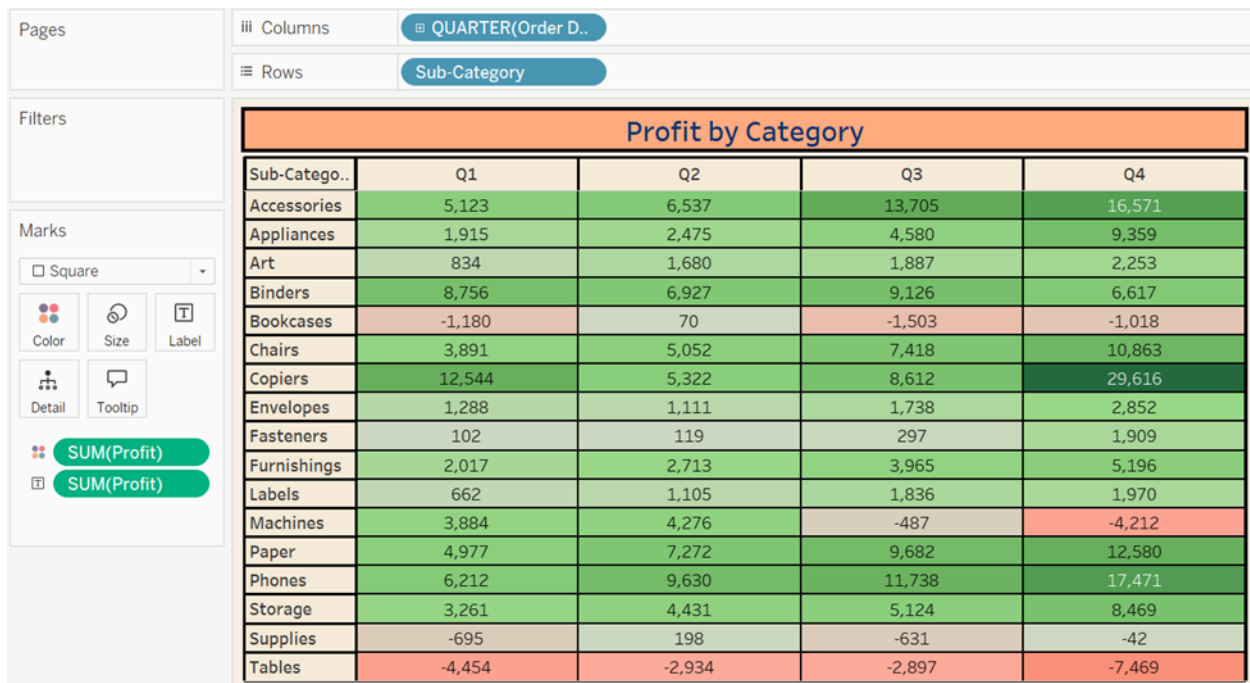 Pages
Columns QUARTER(Order D..
Rows Sub-Category
Filters
Marks
Square
Color Size Label
Detail Tooltip
SUM(Profit)
SUM(Profit)
Profit by Category
Sub-Catego.. Q1 Q2 Q3 Q4
Accessories 5,123 6,537 13,705 16,571
Appliances 1,915 2,475 4,580 9,359
Art 834 1,680 1,887 2,253
Binders 8,756 6,927 9,126 6,617
Bookcases -1,180 70 -1,503 -1,018
Chairs 3,891 5,052 7,418 10,863
Copiers 12,544 5,322 8,612 29,616
Envelopes 1,288 1,111 1,738 2,852
Fasteners 102 119 297 1,909
Furnishings 2,017 2,713 3,965 5,196
Labels 662 1,105 1,836 1,970
Machines 3,884 4,276 -487 -4,212
Paper 4,977 7,272 9,682 12,580
Phones 6,212 9,630 11,738 17,471
Storage 3,261 4,431 5,124 8,469
Supplies -695 198 -631 -42
Tables -4,454 -2,934 -2,897 -7,469